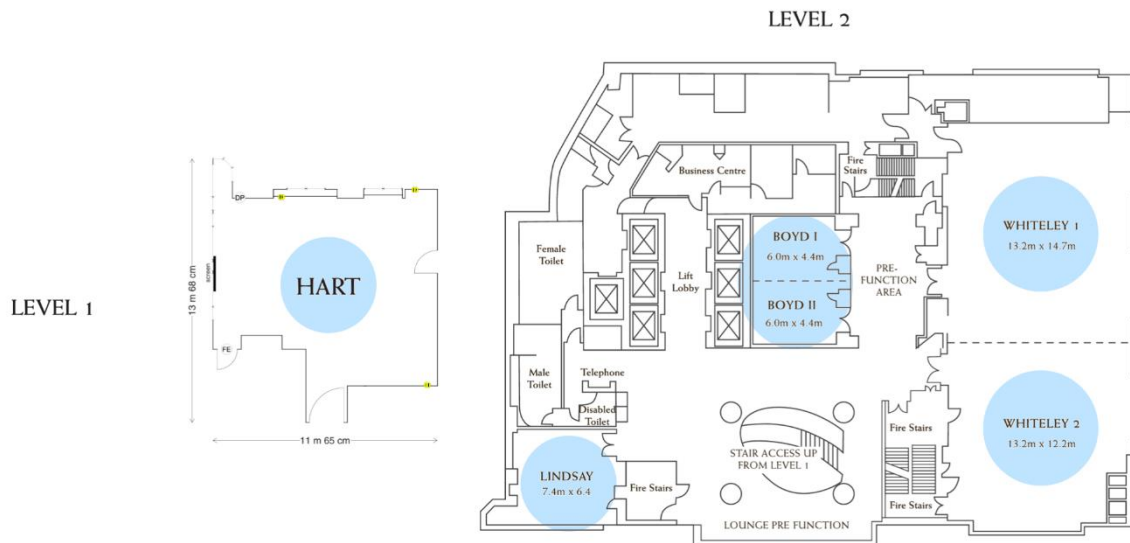 LEVEL 2
LEVEL 1
DP
screen
HART
13 m 68 cm
FE
11 m 65 cm
Business Centre
Fire
Stairs
Female
Toilet
Lift
Lobby
BOYD I
6.0m x 4.4m
BOYD II
6.0m x 4.4m
PRE-
FUNCTION
AREA
WHITELEY 1
13.2m x 14.7m
Male
Toilet
Telephone
Disabled
Toilet
WHITELEY 2
13.2m x 12.2m
Fire Stairs
STAIR ACCESS UP
FROM LEVEL 1
LINDSAY
7.4m x 6.4
Fire Stairs
Fire Stairs
LOUNGE PRE FUNCTION